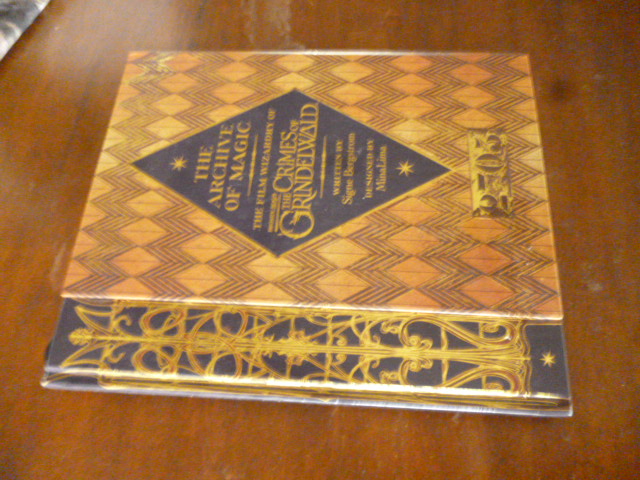 THE
ARCHIVE
OF MAGIC
THE FILM WIZARDRY OF
THE CRIMES OF
GRINDELWALD
WRITTEN BY
Signe Bergstrom
DESIGNED BY
MinaLima